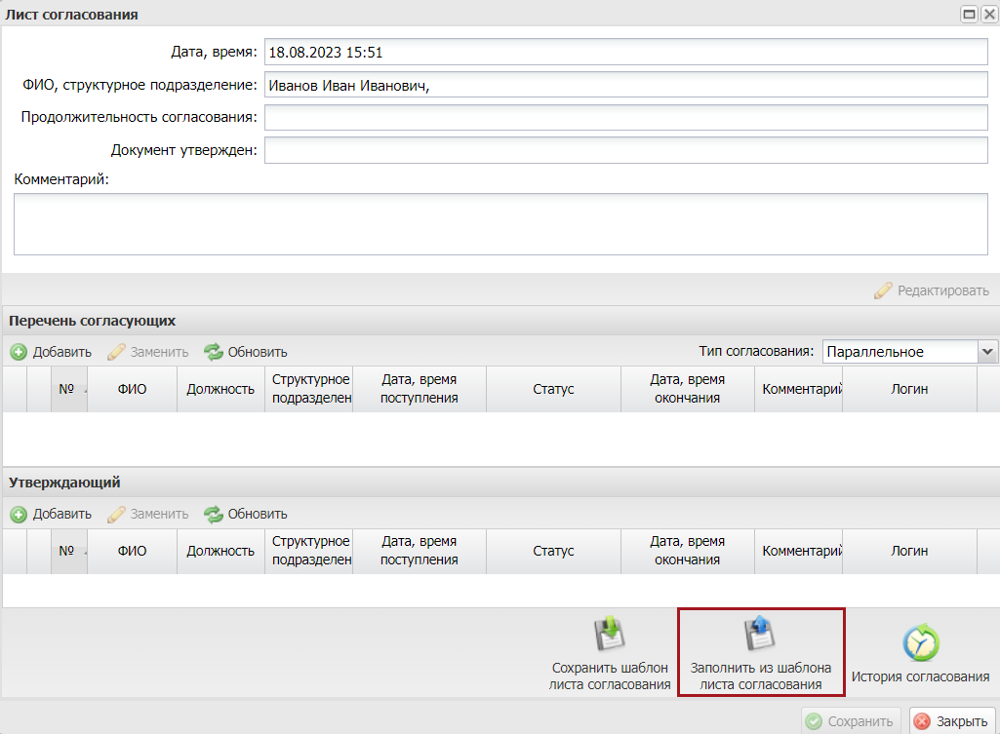 Лист согласования
Дата, время: 18.08.2023 15:51
ФИО, структурное подразделение: Иванов Иван Иванович,
Продолжительность согласования:
Документ утвержден:
Комментарий:
Редактировать
Перечень согласующих
Добавить Заменить Обновить Тип согласования: Параллельное
№ ФИО Должность Структурное подразделен Дата, время поступления Статус Дата, время окончания Комментарий Логин
Утверждающий
Добавить Заменить Обновить
№ ФИО Должность Структурное подразделен Дата, время поступления Статус Дата, время окончания Комментарий Логин
Сохранить шаблон листа согласования
Заполнить из шаблона листа согласования
История согласования
Сохранить Закрыть